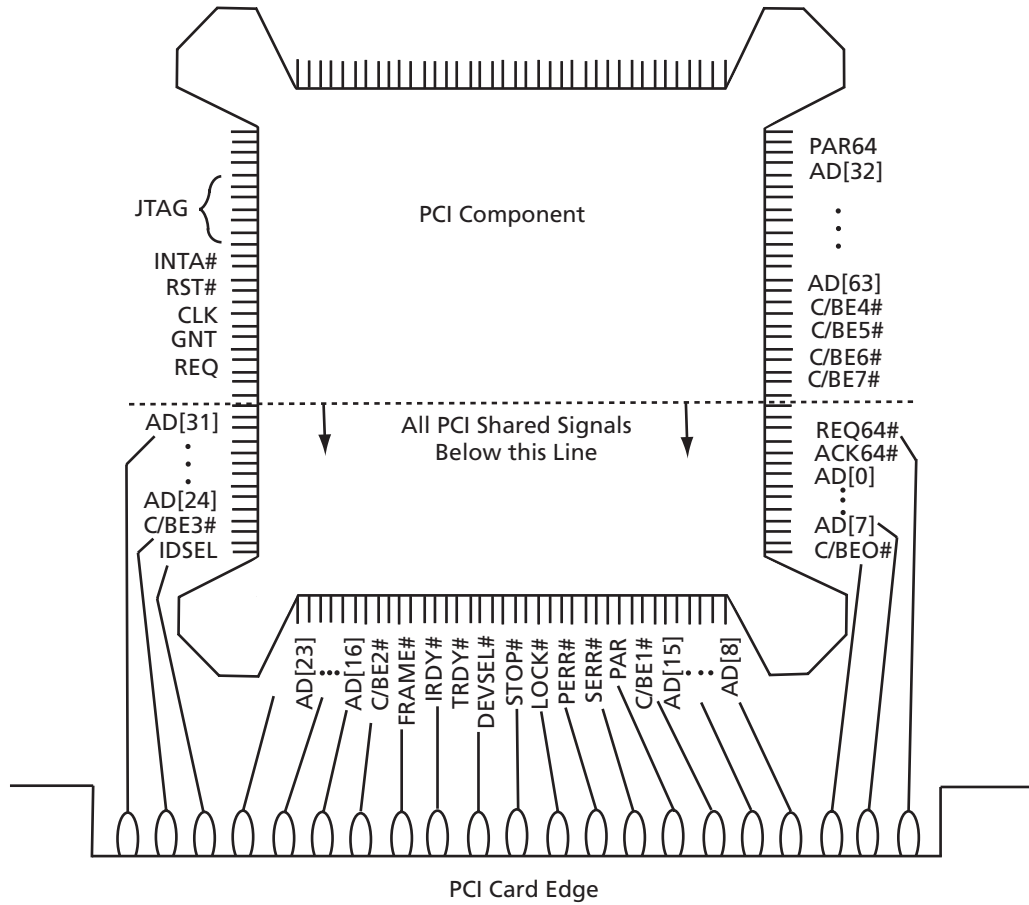 PAR64
AD[32]
JTAG
PCI Component
INTA#
RST#
CLK
GNT
REQ
AD[63]
C/BE4#
C/BE5#
C/BE6#
C/BE7#
AD[31]
All PCI Shared Signals
Below this Line
AD[24]
C/BE3#
IDSEL
REQ64#
ACK64#
AD[0]
AD[7]
C/BEO#
AD[23]
AD[16]
C/BE2#
FRAME#
IRDY#
TRDY#
DEVSEL#
STOP#
LOCK#
PERR#
SERR#
PAR
C/BE1#
AD[15]
AD[8]
PCI Card Edge